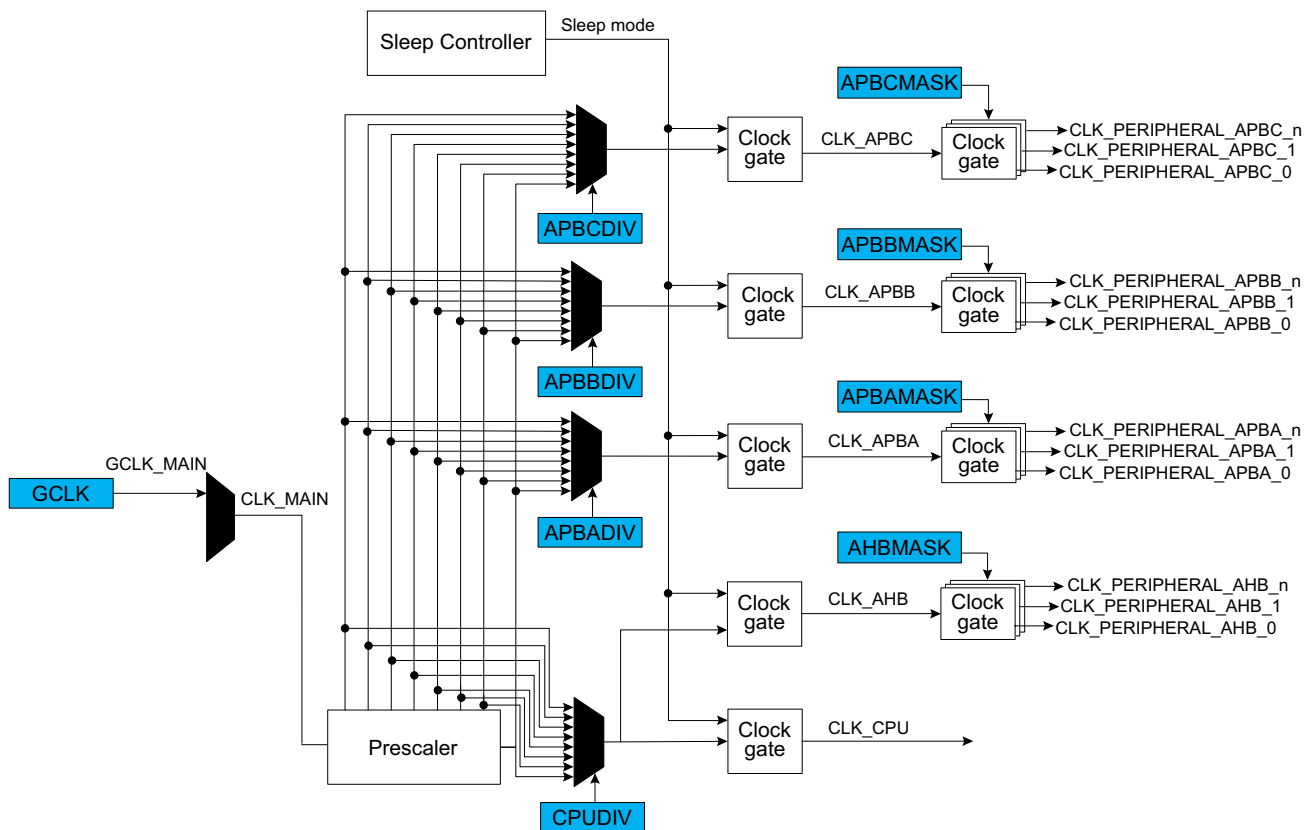 Sleep mode
Sleep Controller
APBCMASK
Clock
gate
CLK_APBC
Clock
gate
CLK_PERIPHERAL_APBC_n
CLK_PERIPHERAL_APBC_1
CLK_PERIPHERAL_APBC_0
APBCDIV
APBBMASK
Clock
gate
CLK_APBB
Clock
gate
CLK_PERIPHERAL_APBB_n
CLK_PERIPHERAL_APBB_1
CLK_PERIPHERAL_APBB_0
APBBDIV
APBAMASK
Clock
gate
CLK_APBA
Clock
gate
CLK_PERIPHERAL_APBA_n
CLK_PERIPHERAL_APBA_1
CLK_PERIPHERAL_APBA_0
GCLK_MAIN
GCLK
CLK_MAIN
APBADIV
AHBMASK
Clock
gate
CLK_AHB
Clock
gate
CLK_PERIPHERAL_AHB_n
CLK_PERIPHERAL_AHB_1
CLK_PERIPHERAL_AHB_0
Prescaler
Clock
gate
CLK_CPU
CPUDIV